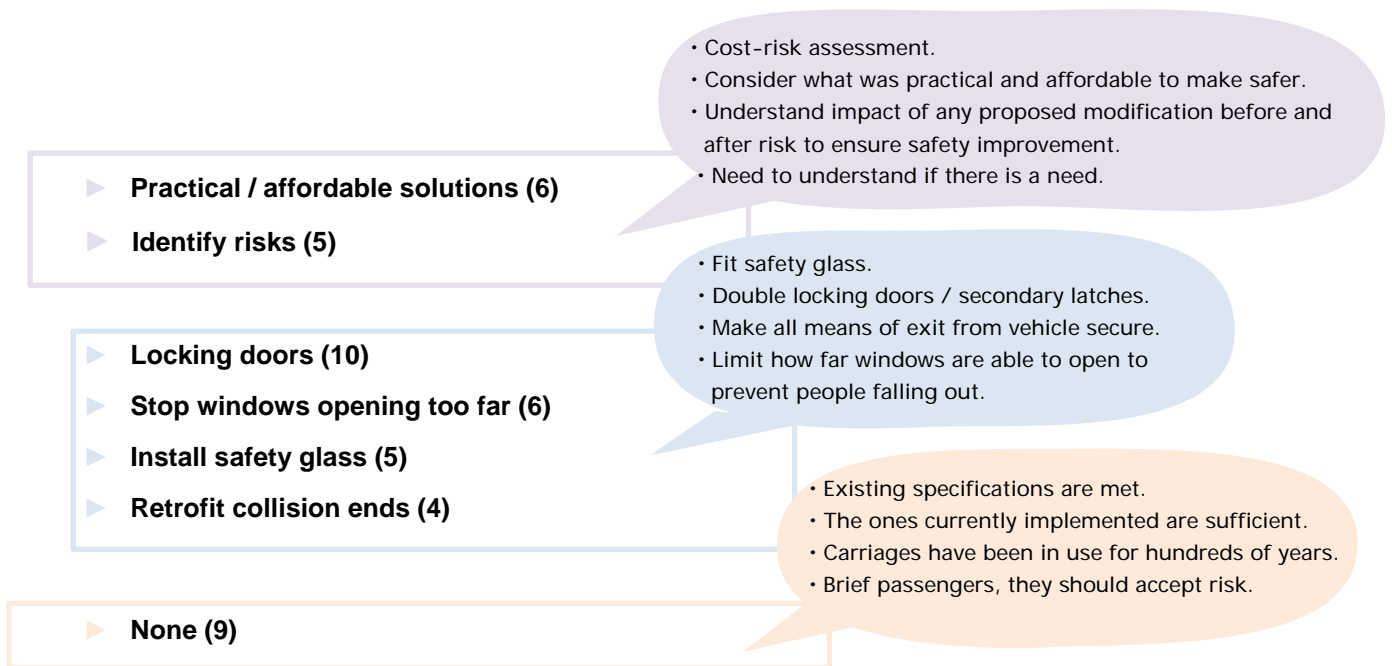 ・Cost-risk assessment.
・Consider what was practical and affordable to make safer.
・Understand impact of any proposed modification before and
after risk to ensure safety improvement.
・Need to understand if there is a need.
Practical / affordable solutions (6)
Identify risks (5)
・Fit safety glass.
・Double locking doors / secondary latches.
・Make all means of exit from vehicle secure.
・Limit how far windows are able to open to
prevent people falling out.
Locking doors (10)
Stop windows opening too far (6)
Install safety glass (5)
Retrofit collision ends (4)
・Existing specifications are met.
・The ones currently implemented are sufficient.
・Carriages have been in use for hundreds of years.
・Brief passengers, they should accept risk.
None (9)